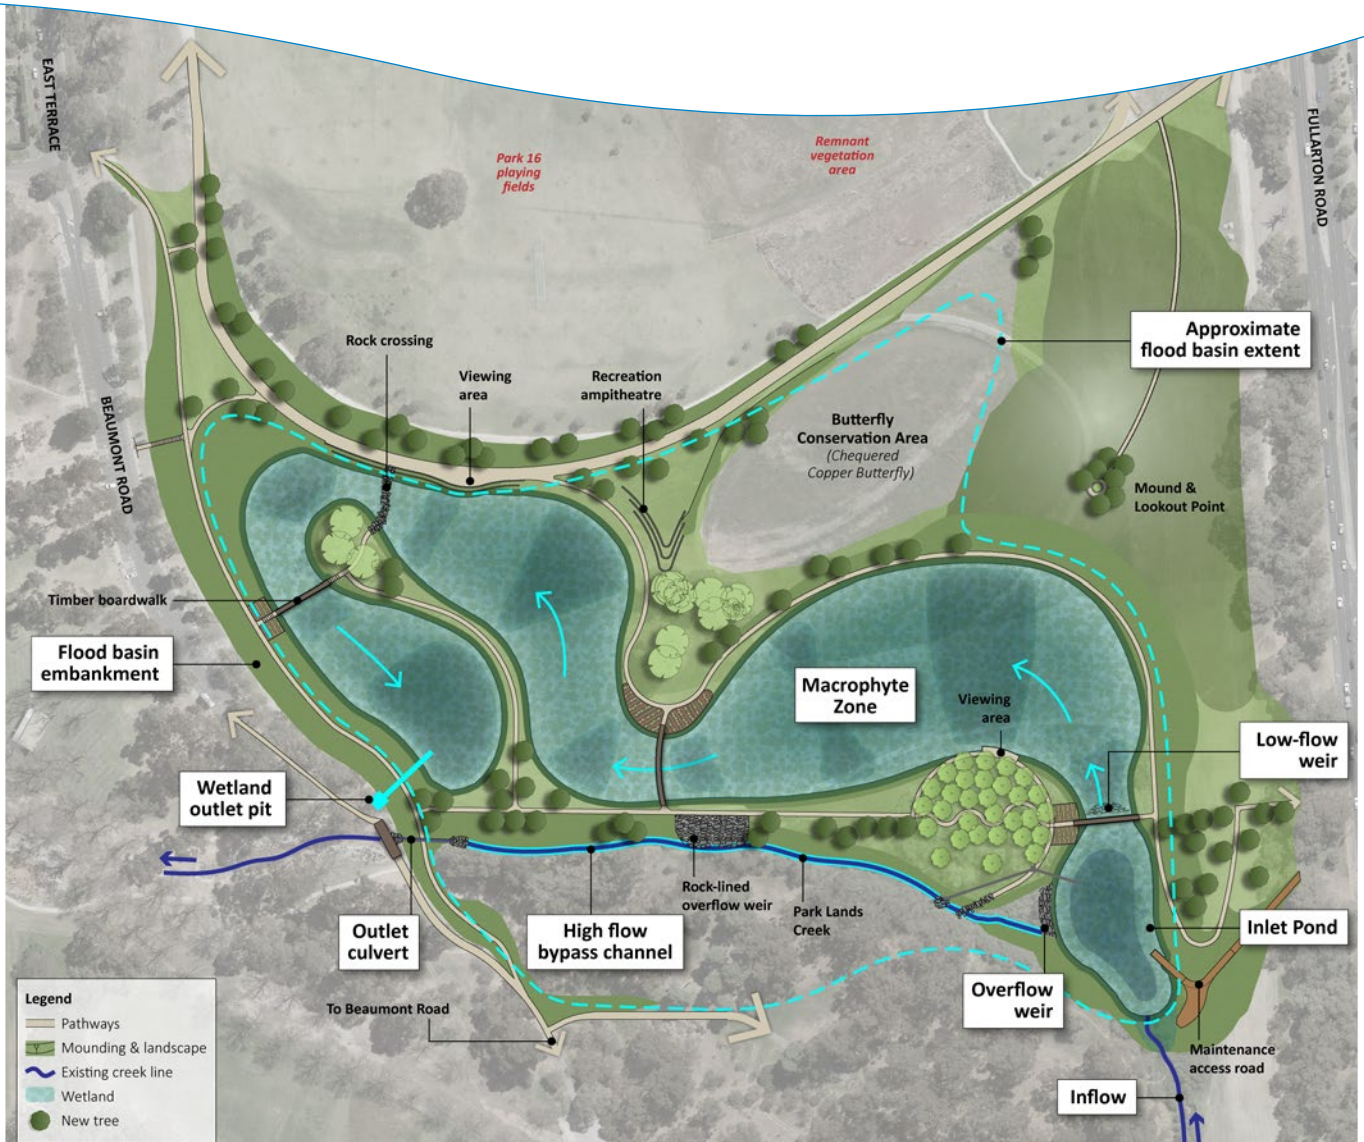 EAST TERRACE
FULLARTON ROAD
Park 16
playing
fields
Remnant
vegetation
area
Rock crossing
Viewing
area
Recreation
ampitheatre
Approximate
flood basin extent
BEAUMONT ROAD
Butterfly
Conservation Area
(Chequered
Copper Butterfly)
Mound &
Lookout Point
Timber boardwalk
Flood basin
embankment
Macrophyte
Zone
Viewing
area
Low-flow
weir
Wetland
outlet pit
Rock-lined
overflow weir
Park Lands
Creek
Outlet
culvert
High flow
bypass channel
Inlet Pond
Overflow
weir
To Beaumont Road
Maintenance
access road
Inflow
Legend
Pathways
Mounding & landscape
Existing creek line
Wetland
New tree